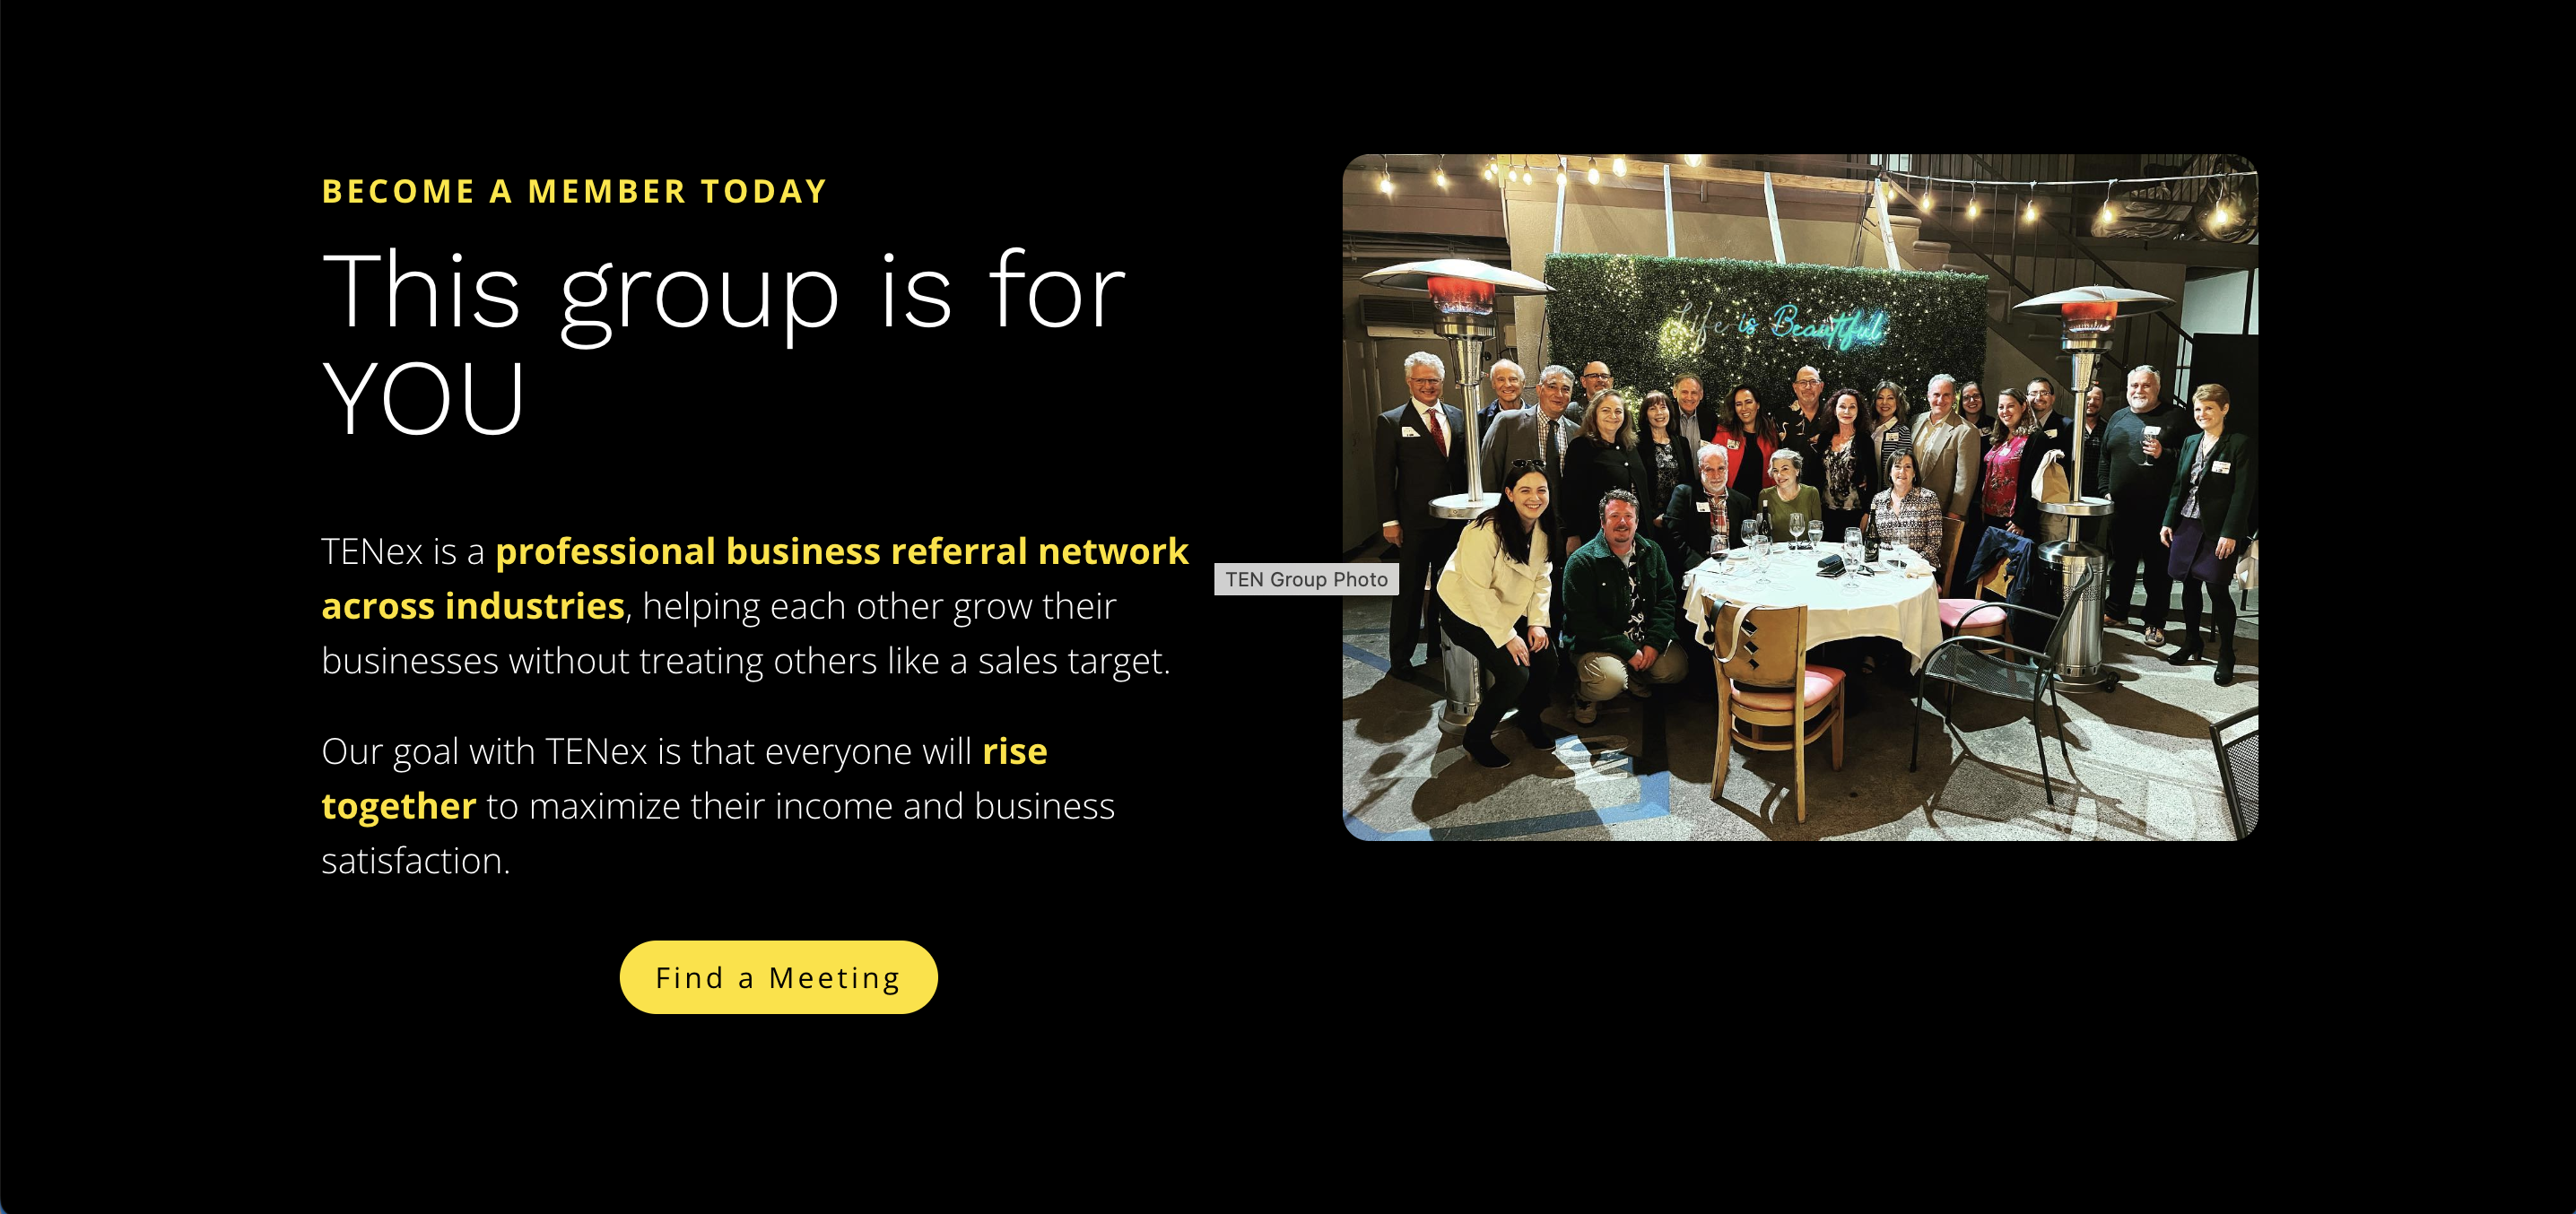 BECOME A MEMBER TODAY
This group is for
YOU
TENex is a professional business referral network
across industries, helping each other grow their
businesses without treating others like a sales target.
Our goal with TENex is that everyone will rise
together to maximize their income and business
satisfaction.
Find a Meeting
TEN Group Photo
Life is Beautiful